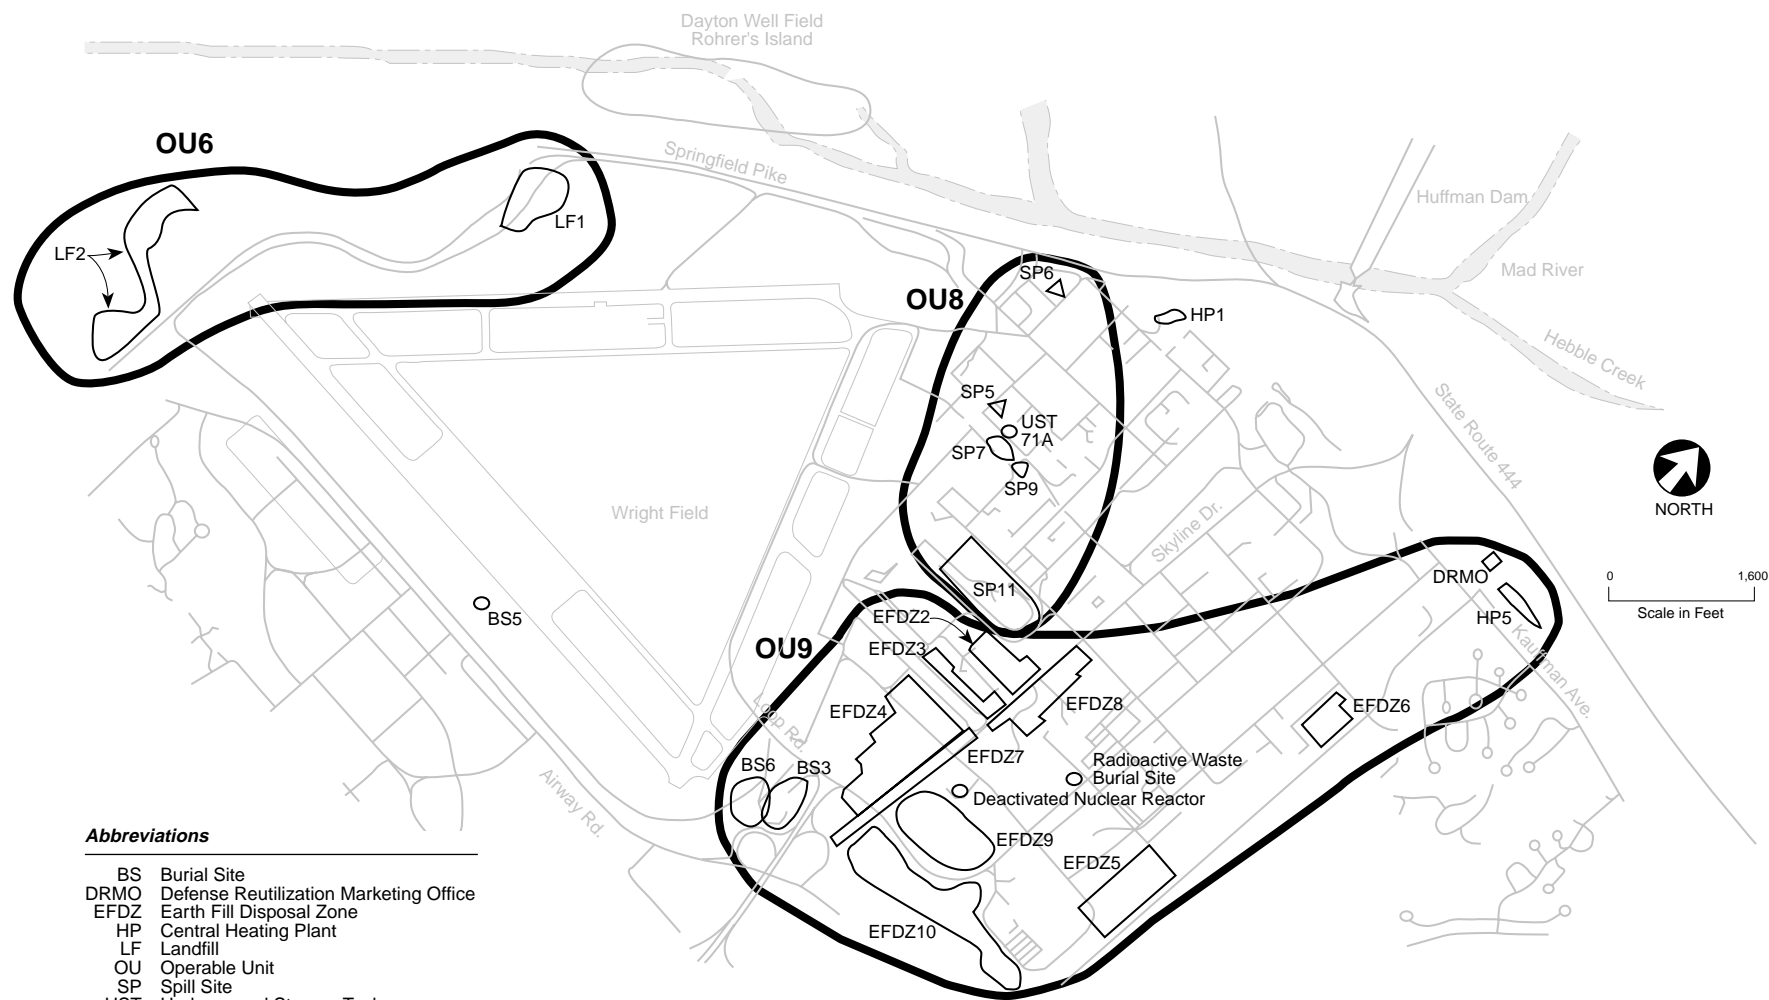 Dayton Well Field
Rohrer's Island
OU6
Springfield Pike
Huffman Dam
LF1
LF2
Mad River
SP6
OU8
HP1
Hebble Creek
State Route 444
SP5
UST
71A
SP7
SP9
NORTH
Wright Field
Skyline Dr.
0 1,600
Scale in Feet
DRMO
SP11
HP5
BS5
EFDZ2
EFDZ3
OU9
Kauffman Ave.
EFDZ4
EFDZ8
EFDZ6
Loop Rd.
EFDZ7
BS6
BS3
Radioactive Waste
Burial Site
Deactivated Nuclear Reactor
Airway Rd.
EFDZ9
EFDZ5
EFDZ10
Abbreviations
BS Burial Site
DRMO Defense Reutilization Marketing Office
EFDZ Earth Fill Disposal Zone
HP Central Heating Plant
LF Landfill
OU Operable Unit
SP Spill Site